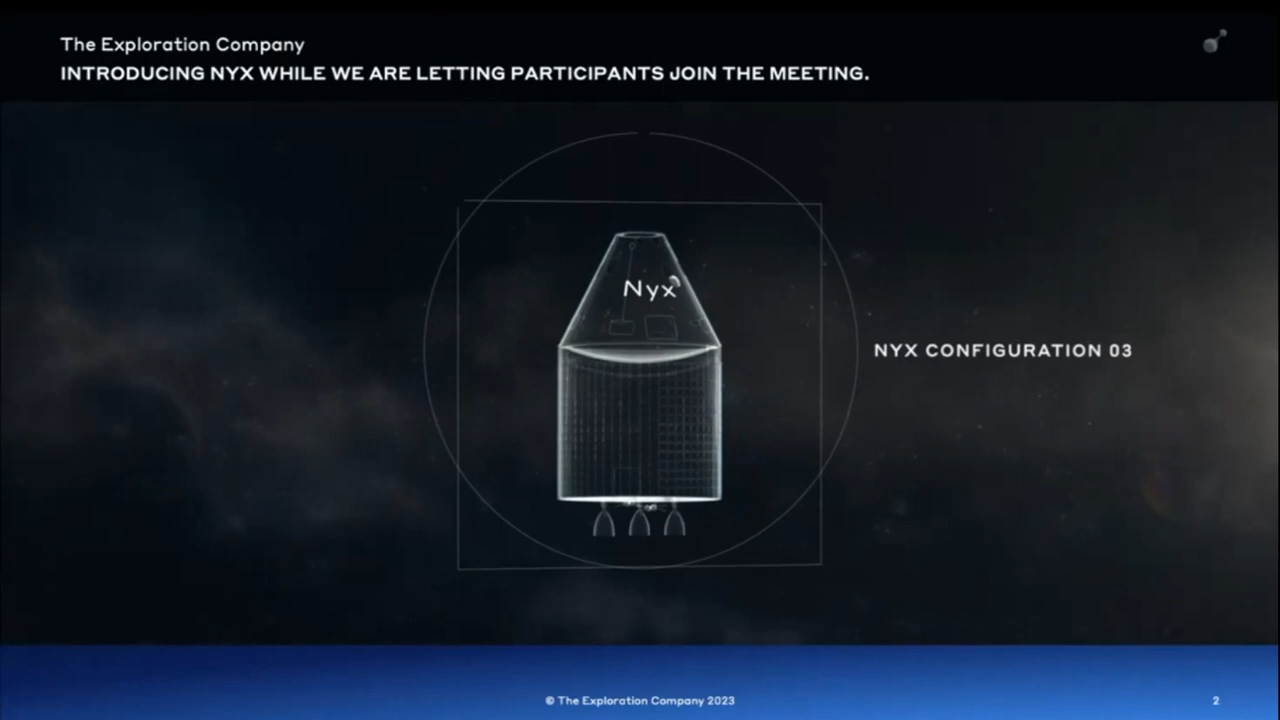 The Exploration Company
INTRODUCING NYX WHILE WE ARE LETTING PARTICIPANTS JOIN THE MEETING.
Nyx
NYX CONFIGURATION 03
© The Exploration Company 2023
2